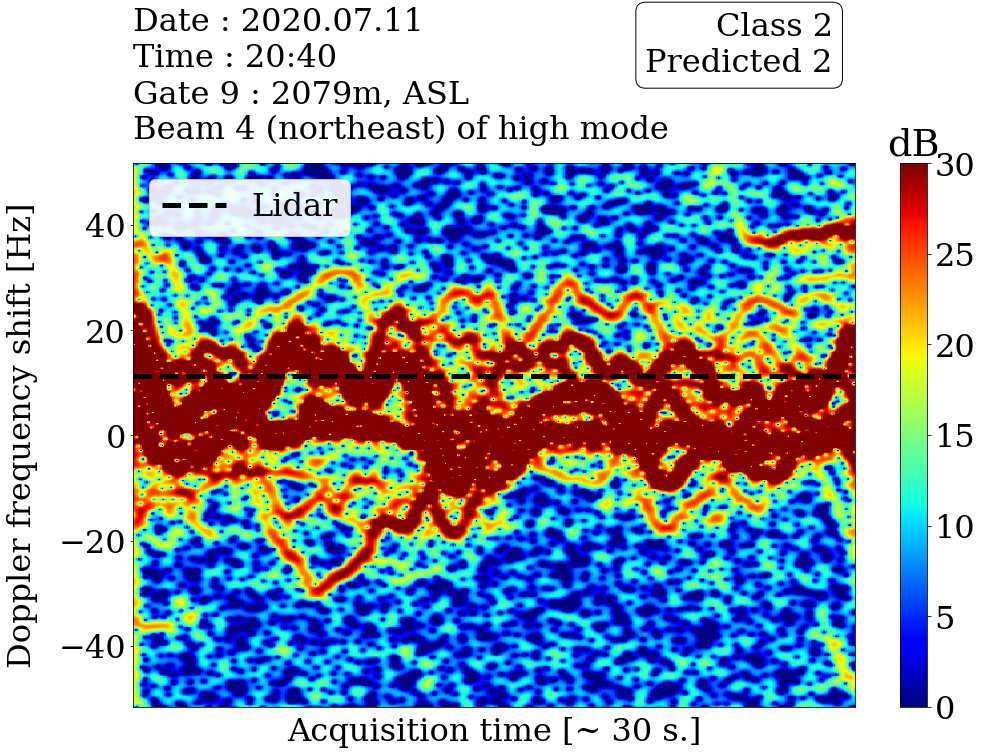 Date : 2020.07.11
Time : 20:40
Gate 9 : 2079m, ASL
Beam 4 (northeast) of high mode
Class 2
Predicted 2
dB
Lidar
Doppler frequency shift [Hz]
40
20
0
−20
−40
30
25
20
15
10
5
0
Acquisition time [~ 30 s.]